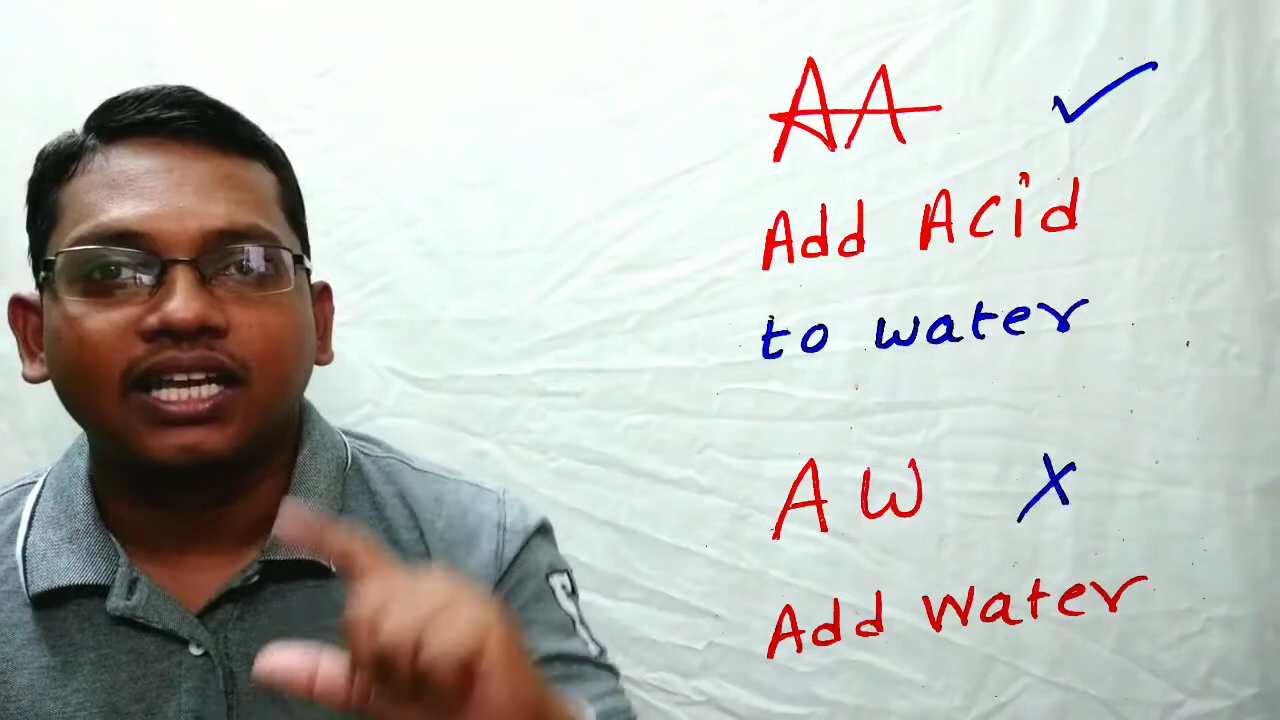 AA ✓
Add Acid
to water
AW ✗
Add Water